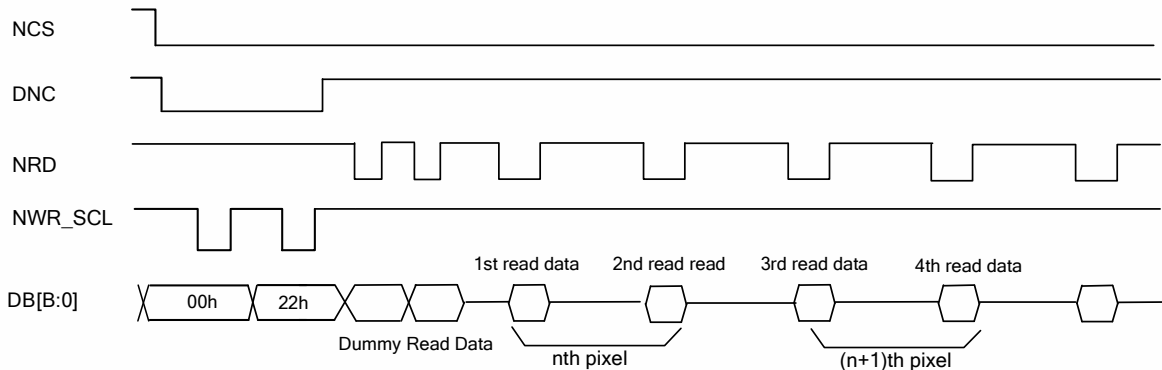 NCS
DNC
NRD
NWR_SCL
1st read data 2nd read read 3rd read data 4th read data
DB[B:0] 00h 22h
Dummy Read Data
nth pixel (n+1)th pixel